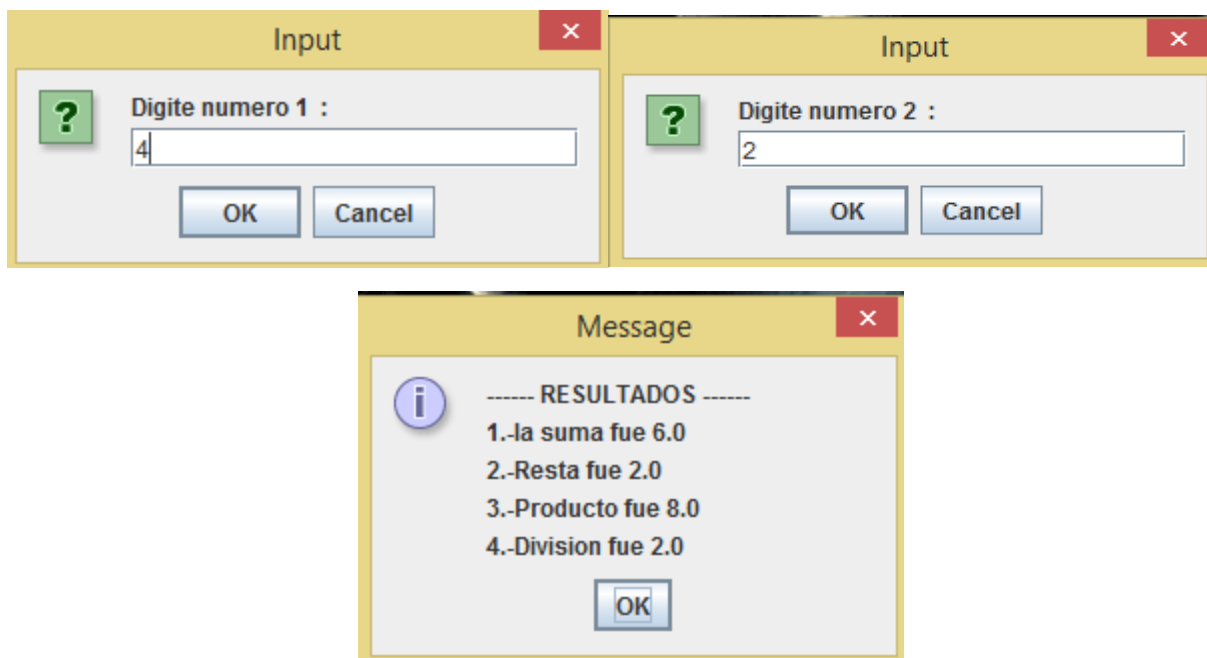 Input
Digite numero 1 :
4
OK Cancel
Input
Digite numero 2 :
2
OK Cancel
Message
------ RESULTADOS ------
1.-la suma fue 6.0
2.-Resta fue 2.0
3.-Producto fue 8.0
4.-Division fue 2.0
OK